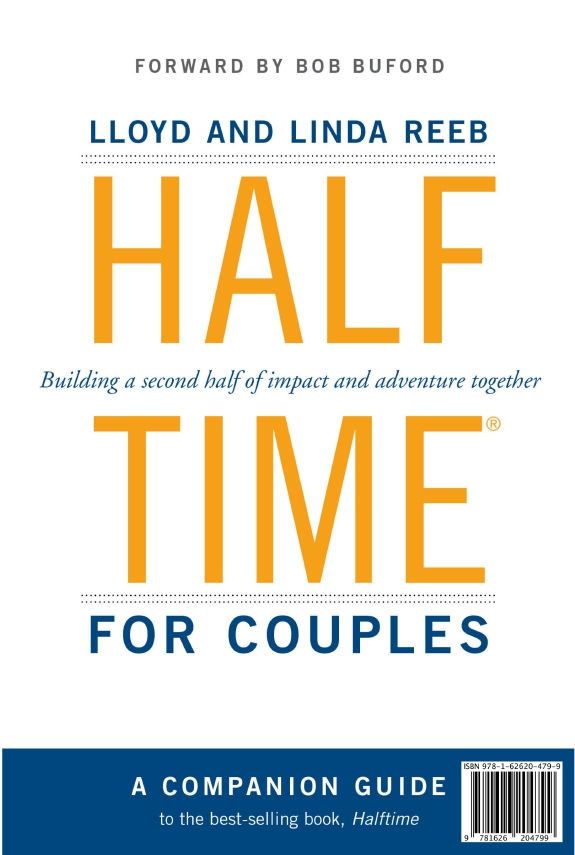 FORWARD BY BOB BUFORD
LLOYD AND LINDA REEB
HALF
Building a second half of impact and adventure together
TIME®
FOR COUPLES
A COMPANION GUIDE
to the best-selling book, Halftime
ISBN 978-1-62620-479-9
9 781626 204799